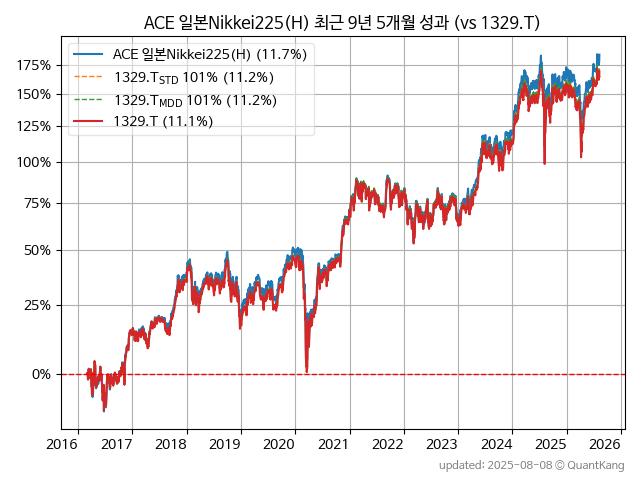 ACE 일본Nikkei225(H) 최근 9년 5개월 성과 (vs 1329.T)
ACE 일본Nikkei225(H) (11.7%)
1329.TSTD 101% (11.2%)
1329.TMDD 101% (11.2%)
1329.T (11.1%)
175%
150%
125%
100%
75%
50%
25%
0%
2016 2017 2018 2019 2020 2021 2022 2023 2024 2025 2026
updated: 2025-08-08 © QuantKang